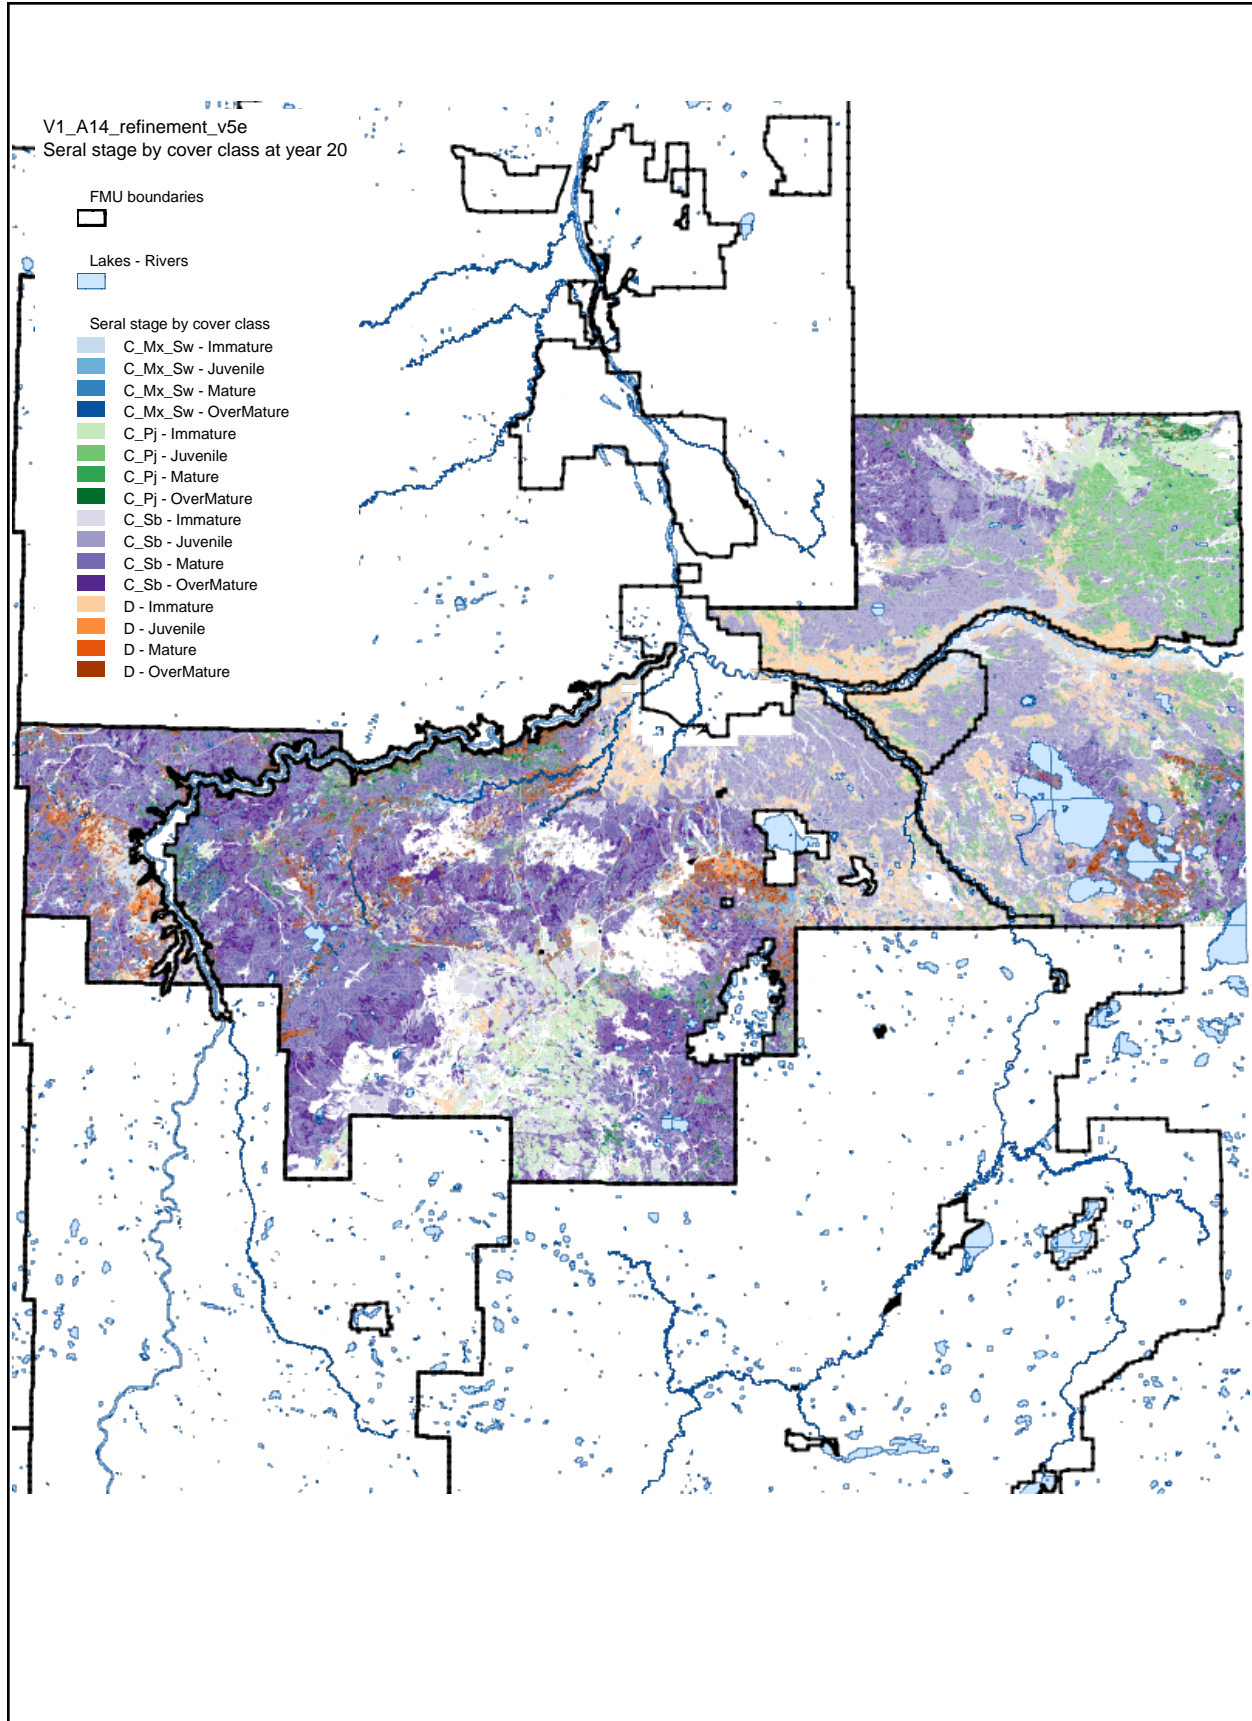 V1_A14_refinement_v5e
Seral stage by cover class at year 20
FMU boundaries
Lakes - Rivers
Seral stage by cover class
C_Mx_Sw - Immature
C_Mx_Sw - Juvenile
C_Mx_Sw - Mature
C_Mx_Sw - OverMature
C_Pj - Immature
C_Pj - Juvenile
C_Pj - Mature
C_Pj - OverMature
C_Sb - Immature
C_Sb - Juvenile
C_Sb - Mature
C_Sb - OverMature
D - Immature
D - Juvenile
D - Mature
D - OverMature